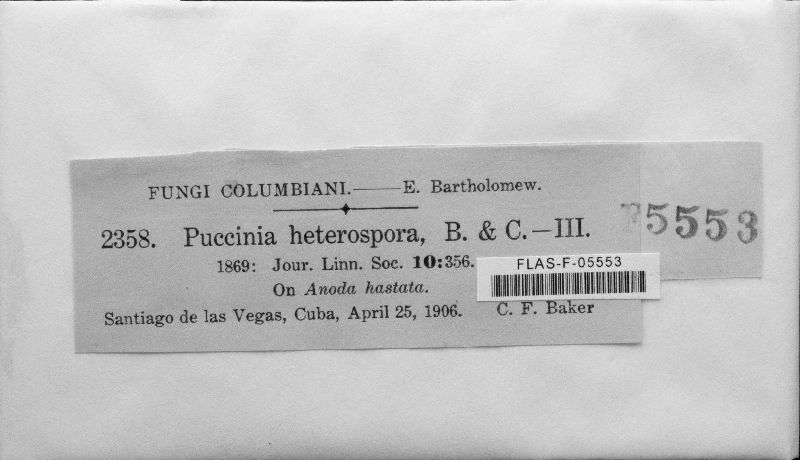 FUNGI COLUMBIANI.——E. Bartholomew.
2358. Puccinia heterospora, B. & C.—III.
F5553
1869: Jour. Linn. Soc. 10:356.
FLAS-F-05553
On Anoda hastata.
Santiago de las Vegas, Cuba, April 25, 1906. C. F. Baker